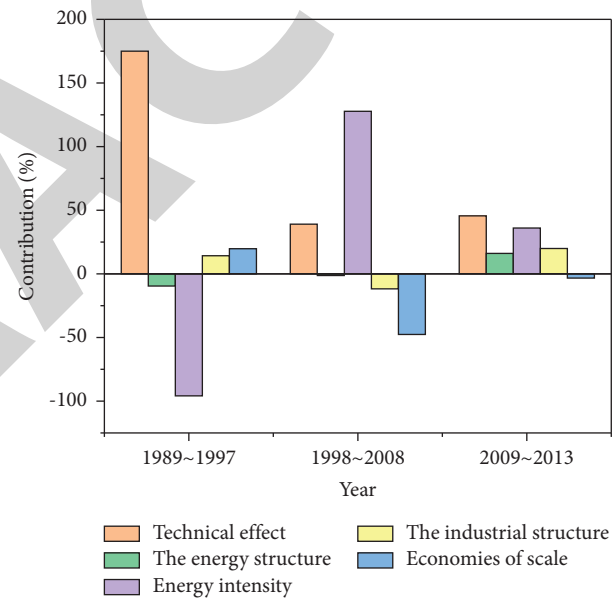 200
150
100
50
0
-50
-100
Contribution (%)
1989~1997 1998~2008 2009~2013
Year
Technical effect The industrial structure
The energy structure Economies of scale
Energy intensity